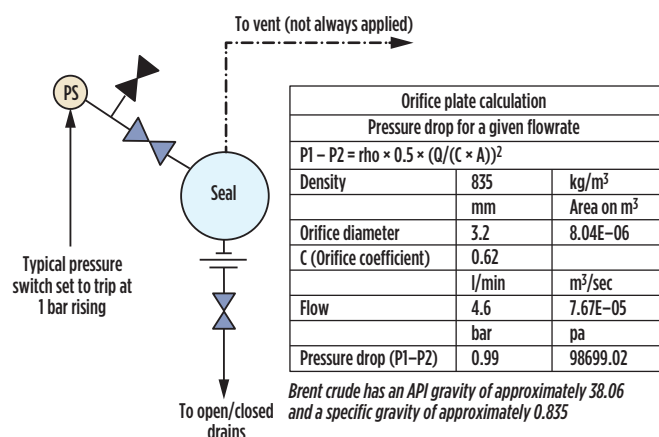 To vent (not always applied)
PS
Seal
Typical pressure
switch set to trip at
1 bar rising
To open/closed
drains
Orifice plate calculation
Pressure drop for a given flowrate
P1 – P2 = rho × 0.5 × (Q/(C × A))²
Density 835 kg/m³
mm Area on m³
Orifice diameter 3.2 8.04E–06
C (Orifice coefficient) 0.62
l/min m³/sec
Flow 4.6 7.67E–05
bar pa
Pressure drop (P1–P2) 0.99 98699.02
Brent crude has an API gravity of approximately 38.06
and a specific gravity of approximately 0.835